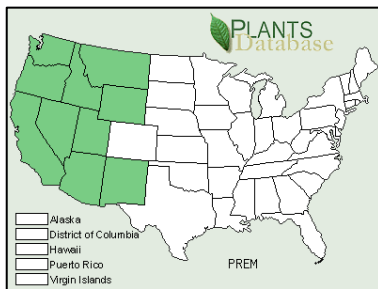 PLANTS
Database
Alaska
District of Columbia
Hawaii
Puerto Rico
Virgin Islands
PREM